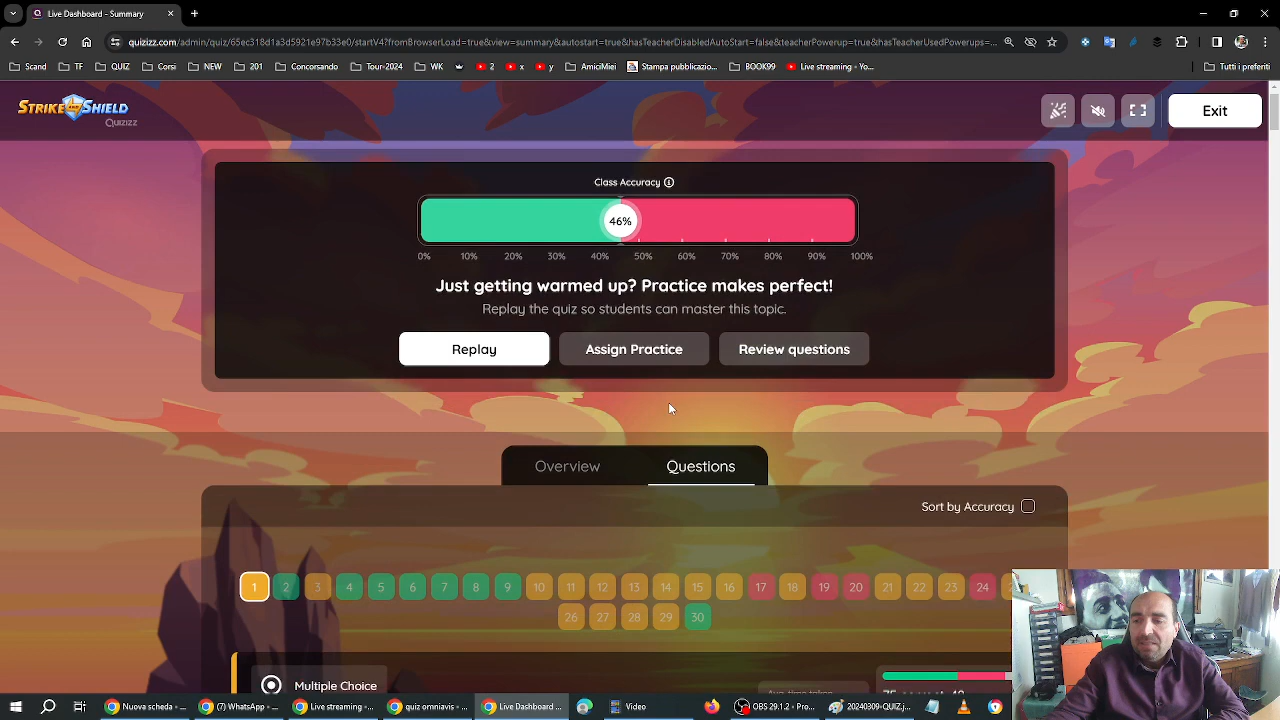 Live Dashboard - Summary
quizizz.com/admin/quiz/65ec318d1a3d5921e97b33e0/startV4?fromBrowserLoad=true&view=summary&autostart=true&hasTeacherDisabledAutoStart=false&teacherPowerup=true&hasTeacherUsedPowerups=...
Scand TF QUIZ Corsi NEW 201 Concorsando Tour-2024 WK 2 x y AmiciMiei Stampa pubblicazio... BOOK99 Live streaming - Yo... Tutti i preferiti
STRIKE AND SHIELD
Quizizz
Exit
Class Accuracy
46%
0% 10% 20% 30% 40% 50% 60% 70% 80% 90% 100%
Just getting warmed up? Practice makes perfect!
Replay the quiz so students can master this topic.
Replay Assign Practice Review questions
Overview Questions
Sort by Accuracy
1 2 3 4 5 6 7 8 9 10 11 12 13 14 15 16 17 18 19 20 21 22 23 24
26 27 28 29 30
Multiple Choice
Nuova scheda - ... Live streaming - ... quiz omnievis - ... Live Dashboard ... Video 20240309-QUIZ-j...